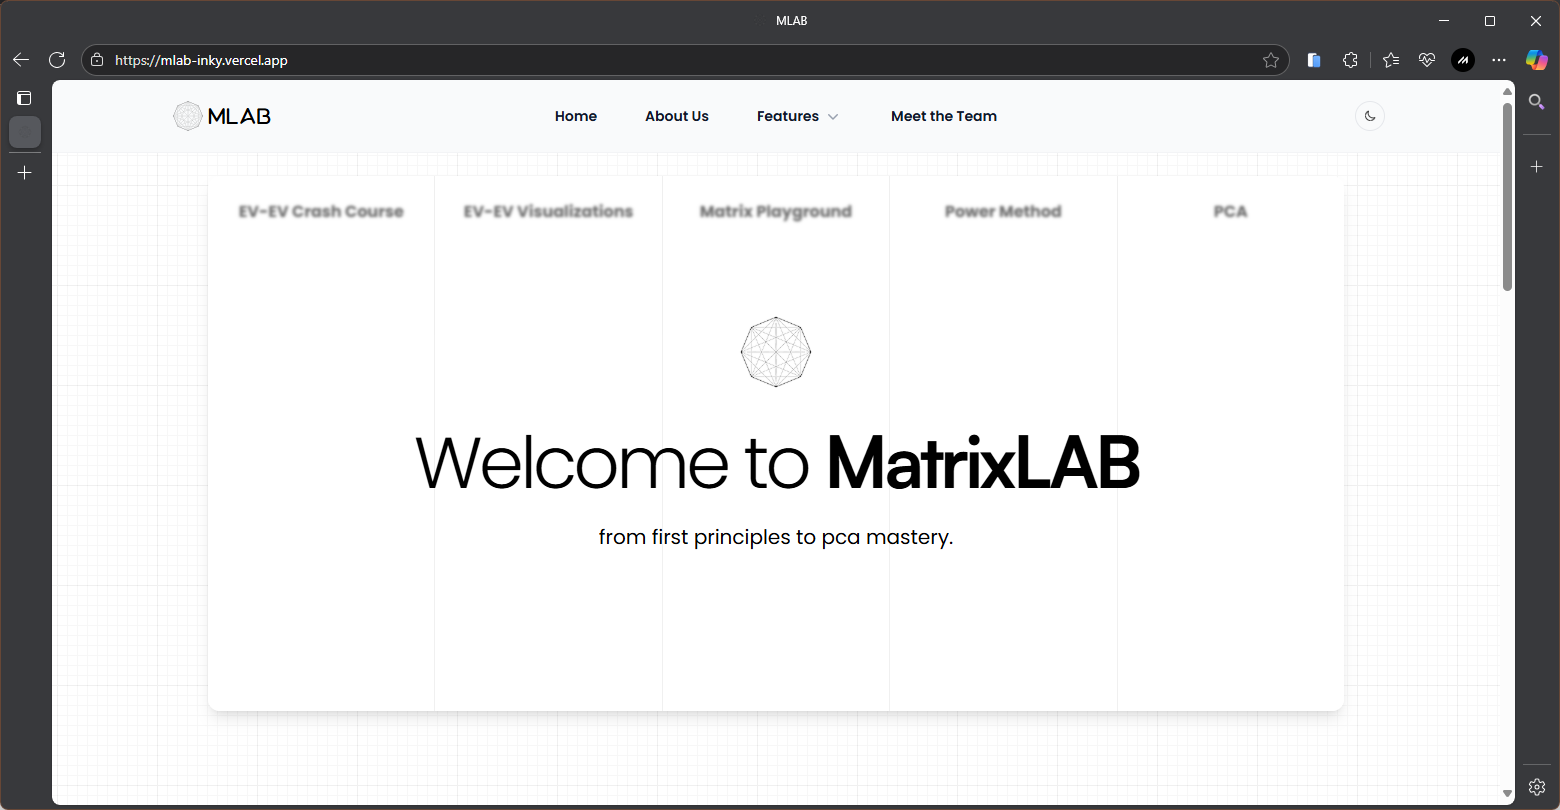 MLAB
https://mlab-inky.vercel.app
MLAB
Home
About Us
Features
Meet the Team
EV-EV Crash Course
EV-EV Visualizations
Matrix Playground
Power Method
PCA
Welcome to MatrixLAB
from first principles to pca mastery.